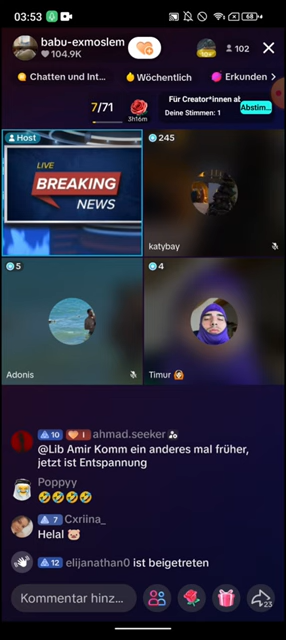 03:53
68
babu-exmoslem
104.9K
102
Chatten und Int...
Wöchentlich
Erkunden
7/71
3h16m
Für Creator*innen ab
Deine Stimmen: 1
Abstim...
Host
LIVE
BREAKING
NEWS
245
katybay
5
Adonis
4
Timur
10
I
ahmad.seeker
@Lib Amir Komm ein anderes mal früher,
jetzt ist Entspannung
Poppyy
7
Cxriina_
Helal
12
elijanathan0 ist beigetreten
Kommentar hinz...
23